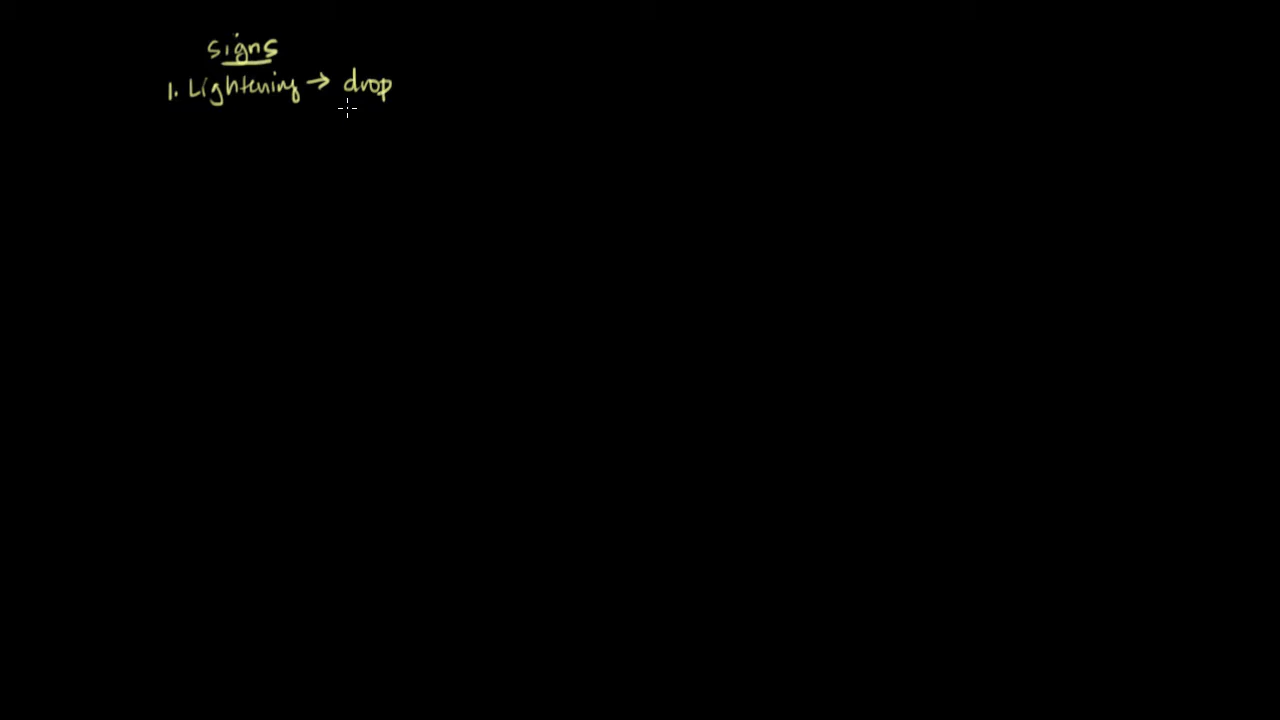 signs
1. Lightening → drop